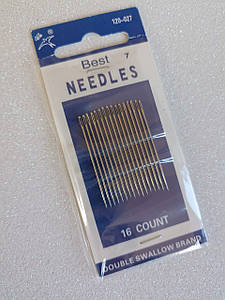 120-027
Best 7
NEEDLES
16 COUNT
DOUBLE SWALLOW BRAND